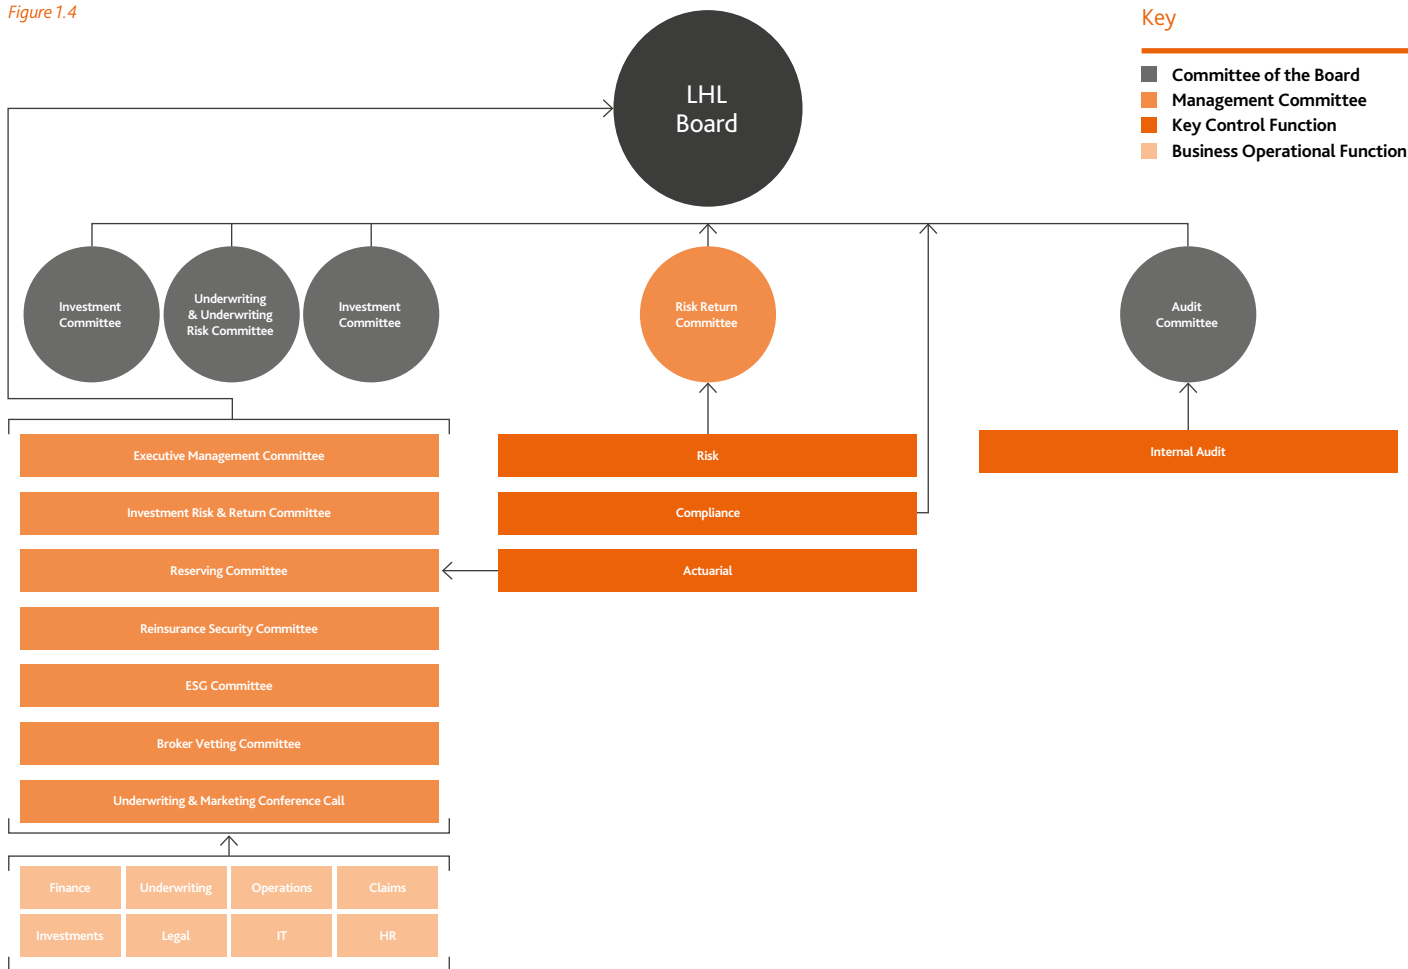 Figure 1.4
Key
Committee of the Board
Management Committee
Key Control Function
Business Operational Function
LHL
Board
Investment
Committee
Underwriting
& Underwriting
Risk Committee
Investment
Committee
Risk Return
Committee
Audit
Committee
Executive Management Committee
Investment Risk & Return Committee
Reserving Committee
Reinsurance Security Committee
ESG Committee
Broker Vetting Committee
Underwriting & Marketing Conference Call
Risk
Compliance
Actuarial
Internal Audit
Finance
Underwriting
Operations
Claims
Investments
Legal
IT
HR